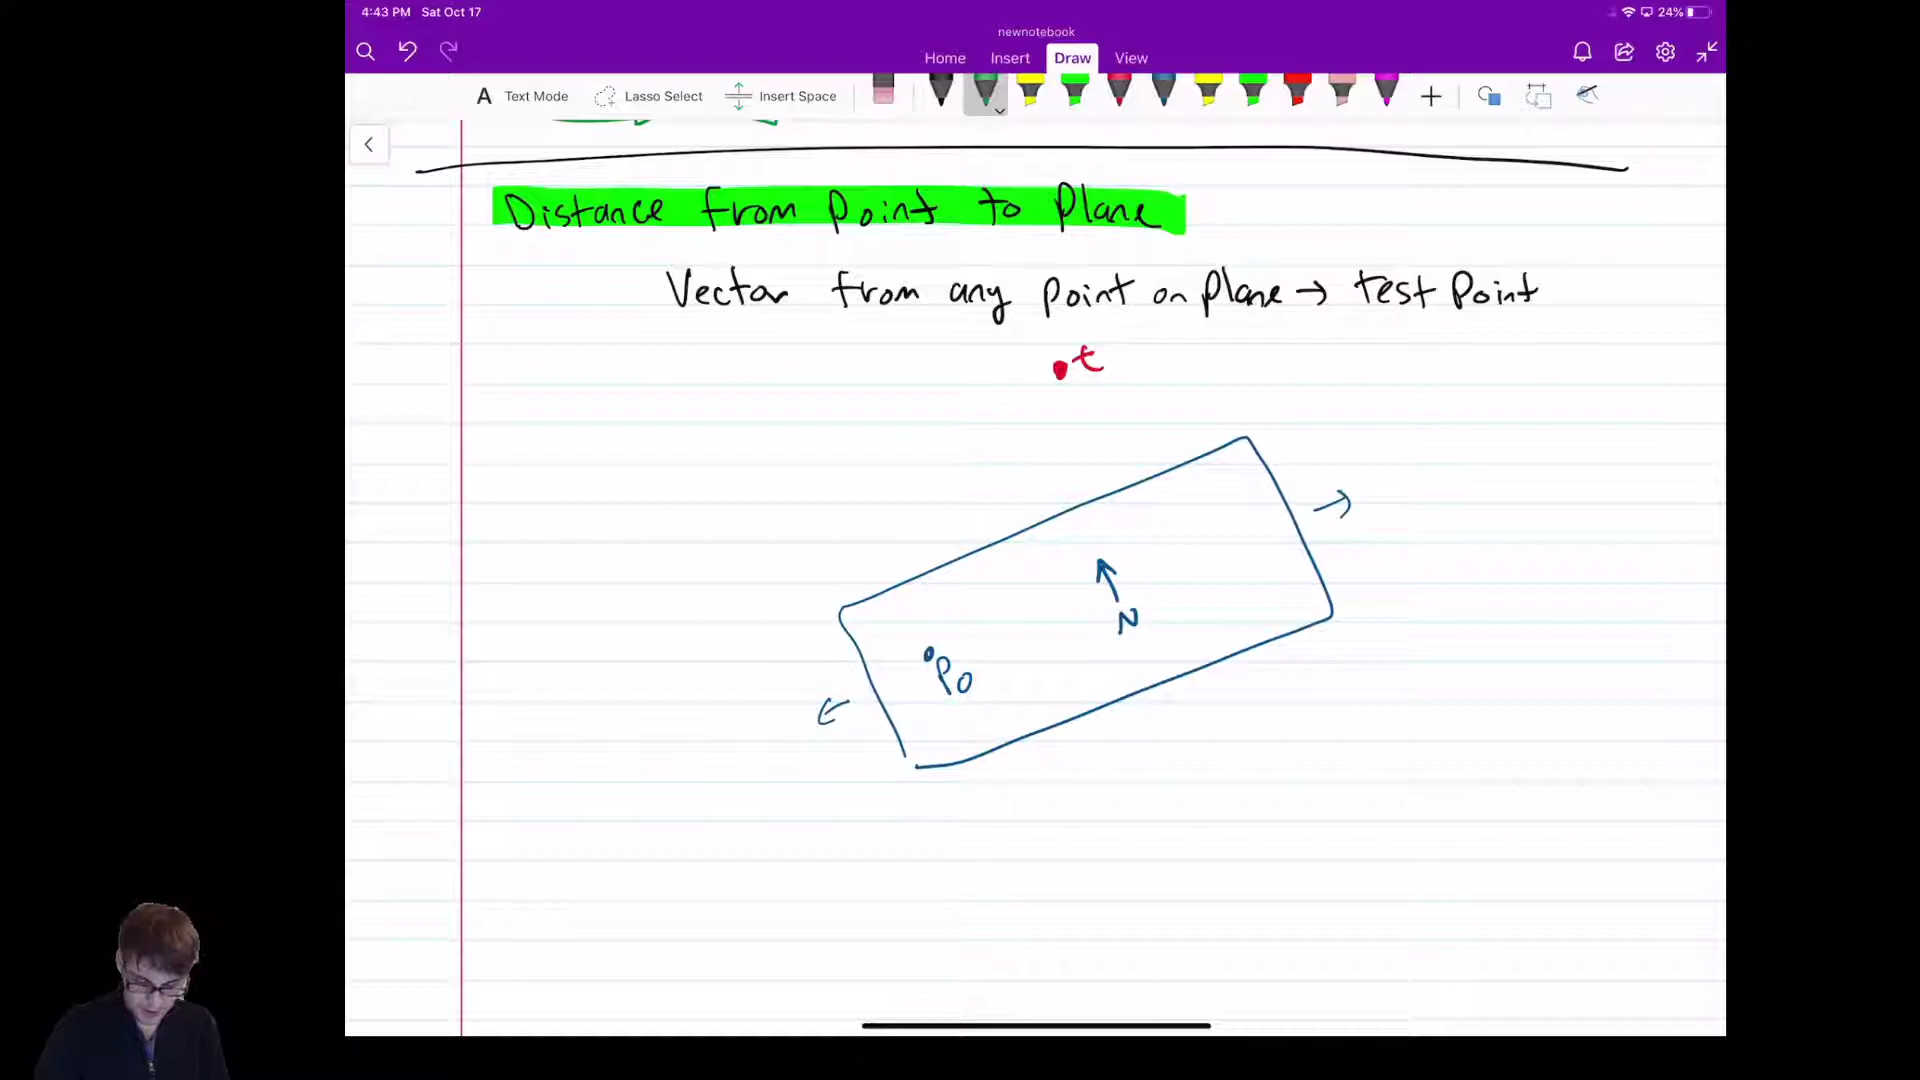 4:43 PM Sat Oct 17
24%
newnotebook
Home Insert Draw View
A Text Mode Lasso Select Insert Space
Distance from point to plane
Vector from any point on plane → test point
t
N
P0